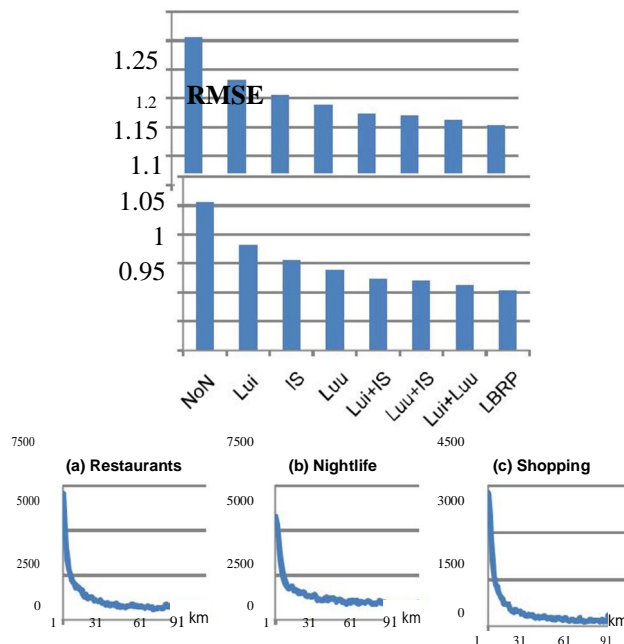 1.25
RMSE
1.2
1.15
1.1
1.05
1
0.95
NoN Lui IS Luu Lui+IS Luu+IS Lui+Luu LBRP
7500 7500 4500
(a) Restaurants (b) Nightlife (c) Shopping
5000 5000 3000
2500 2500 1500
0 0 0
1 31 61 91 km 1 31 61 91 km 1 31 61 91 km